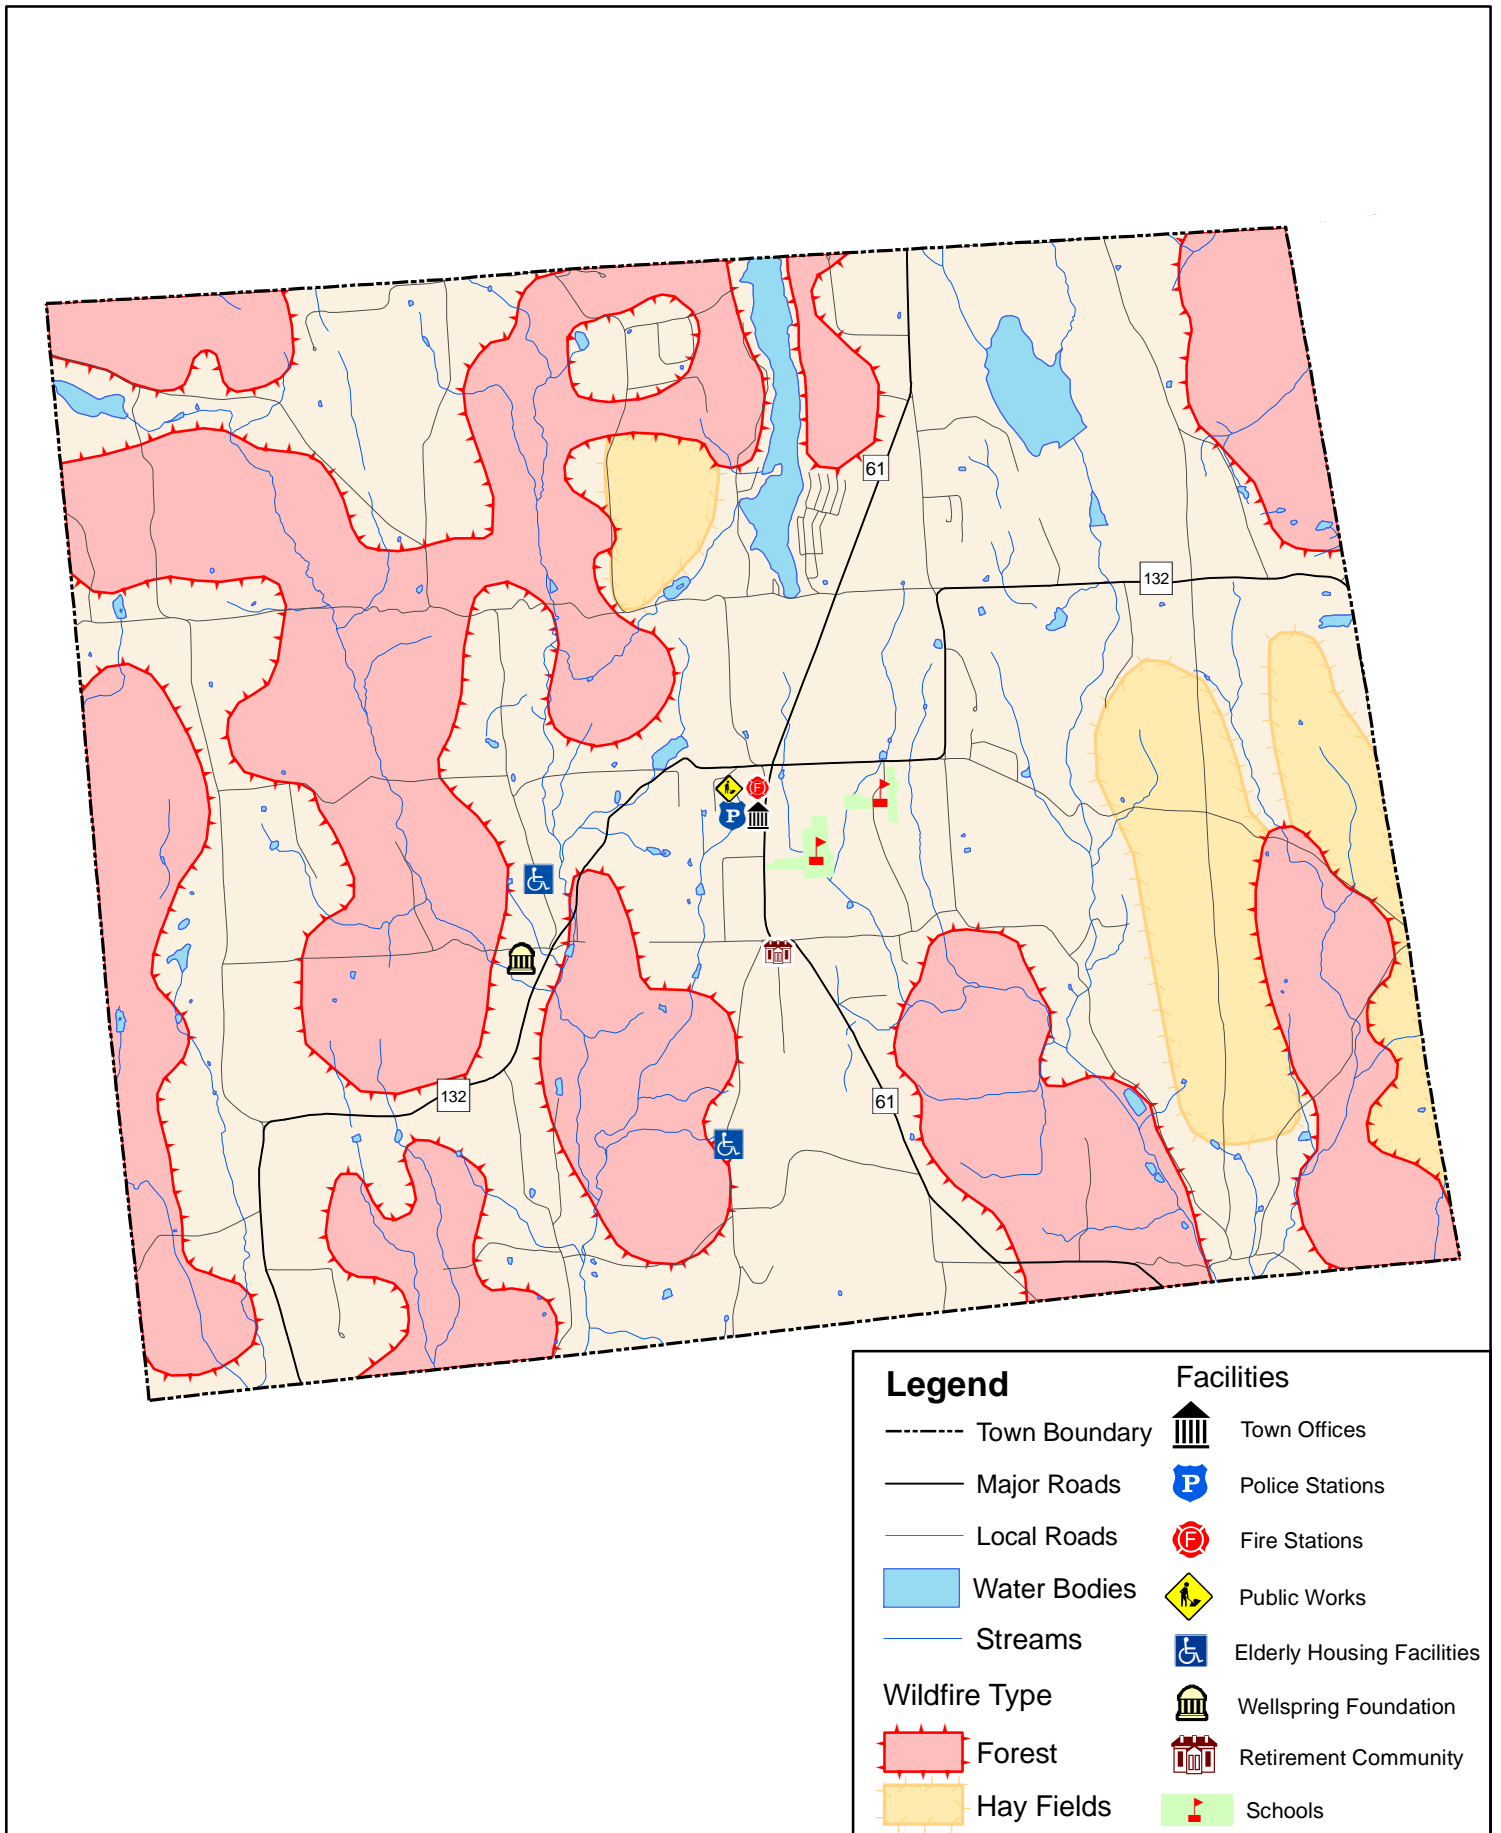 61
132
132
61
P
F
Legend
Town Boundary
Major Roads
Local Roads
Water Bodies
Streams
Wildfire Type
Forest
Hay Fields
Facilities
Town Offices
P Police Stations
F Fire Stations
Public Works
Elderly Housing Facilities
Wellspring Foundation
Retirement Community
Schools